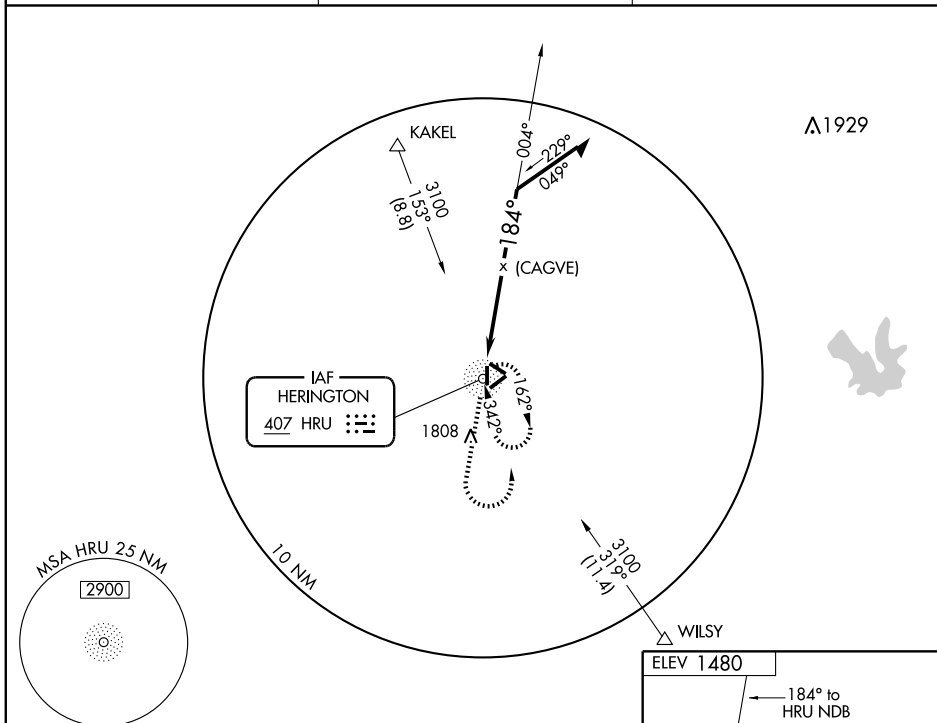 004°
KAKEL
1929
229°
049°
3100
153°
(8.8)
184°
x (CAGVE)
IAF
HERINGTON
407 HRU
162°
342°
1808
10 NM
3100
319°
(11.4)
MSA HRU 25 NM
2900
WILSY
ELEV 1480
184° to
HRU NDB